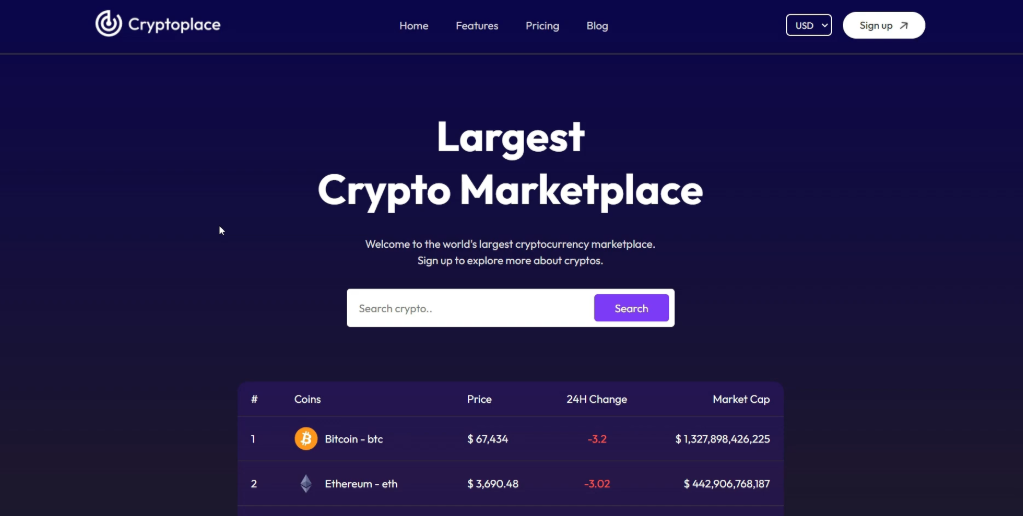 Cryptoplace Home Features Pricing Blog USD Sign up
Largest
Crypto Marketplace
Welcome to the world's largest cryptocurrency marketplace.
Sign up to explore more about cryptos.
Search crypto.. Search
# Coins Price 24H Change Market Cap
1 Bitcoin - btc $ 67,434 -3.2 $ 1,327,898,426,225
2 Ethereum - eth $ 3,690.48 -3.02 $ 442,906,768,187